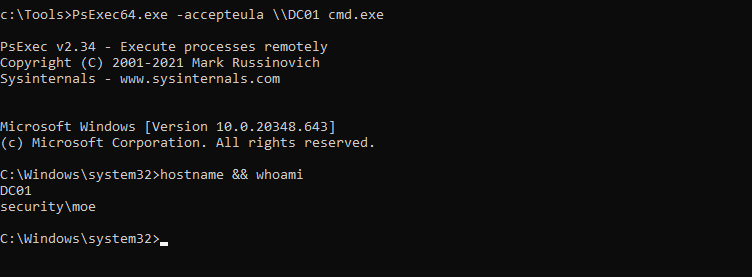 c:\Tools>PsExec64.exe -accepteula \\DC01 cmd.exe
PsExec v2.34 - Execute processes remotely
Copyright (C) 2001-2021 Mark Russinovich
Sysinternals - www.sysinternals.com
Microsoft Windows [Version 10.0.20348.643]
(c) Microsoft Corporation. All rights reserved.
C:\Windows\system32>hostname && whoami
DC01
security\moe
C:\Windows\system32>